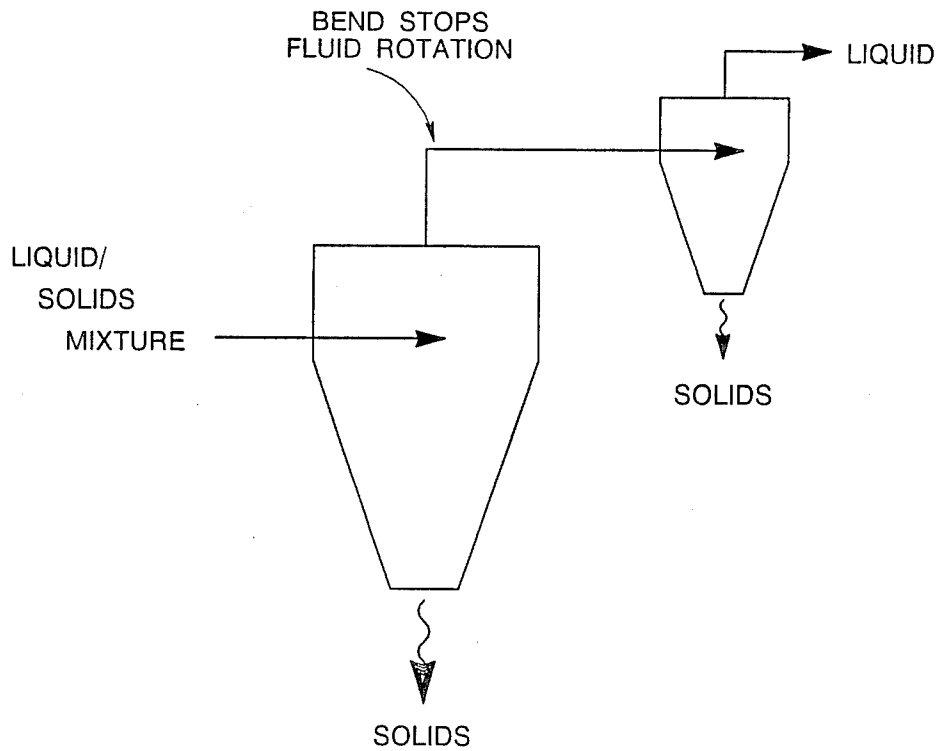 BEND STOPS
FLUID ROTATION
LIQUID
LIQUID/
SOLIDS
MIXTURE
SOLIDS
SOLIDS